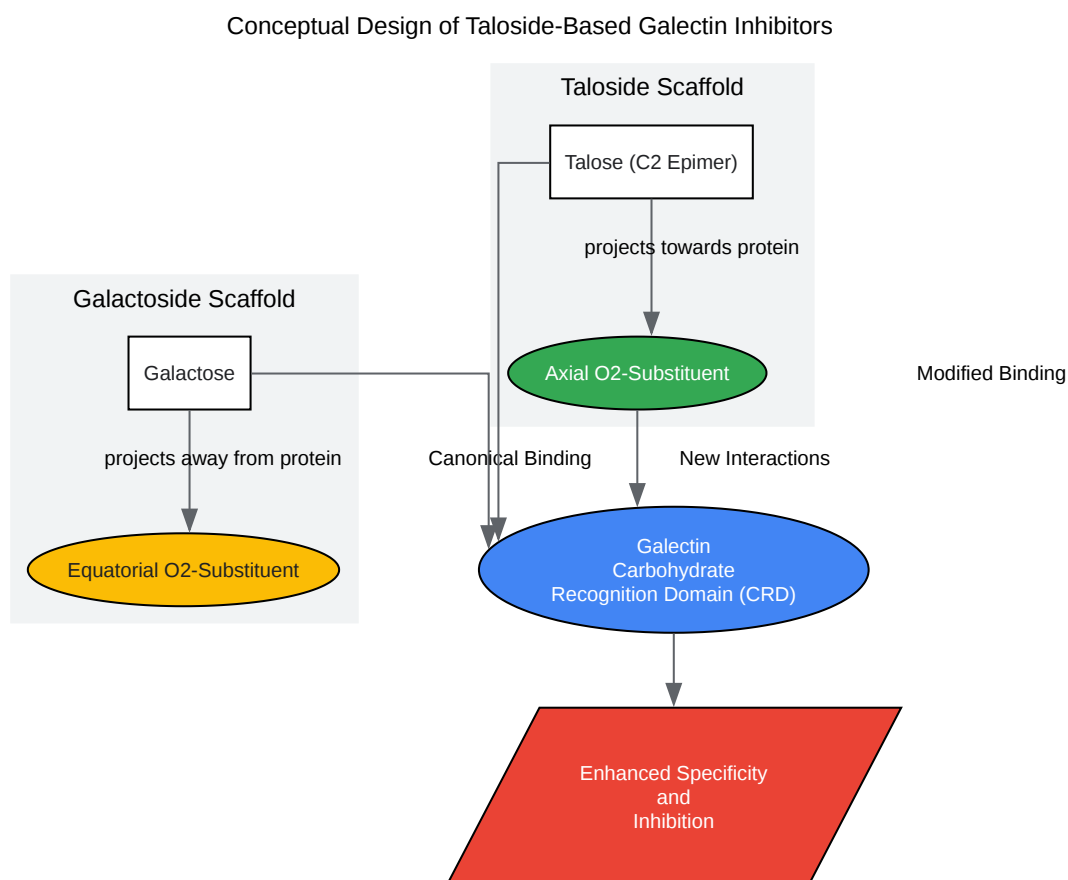 Conceptual Design of Taloside-Based Galectin Inhibitors
Taloside Scaffold
Talose (C2 Epimer)
projects towards protein
Galactoside Scaffold
Galactose
Axial O2-Substituent
Modified Binding
projects away from protein
Canonical Binding
New Interactions
Equatorial O2-Substituent
Galectin
Carbohydrate
Recognition Domain (CRD)
Enhanced Specificity
and
Inhibition